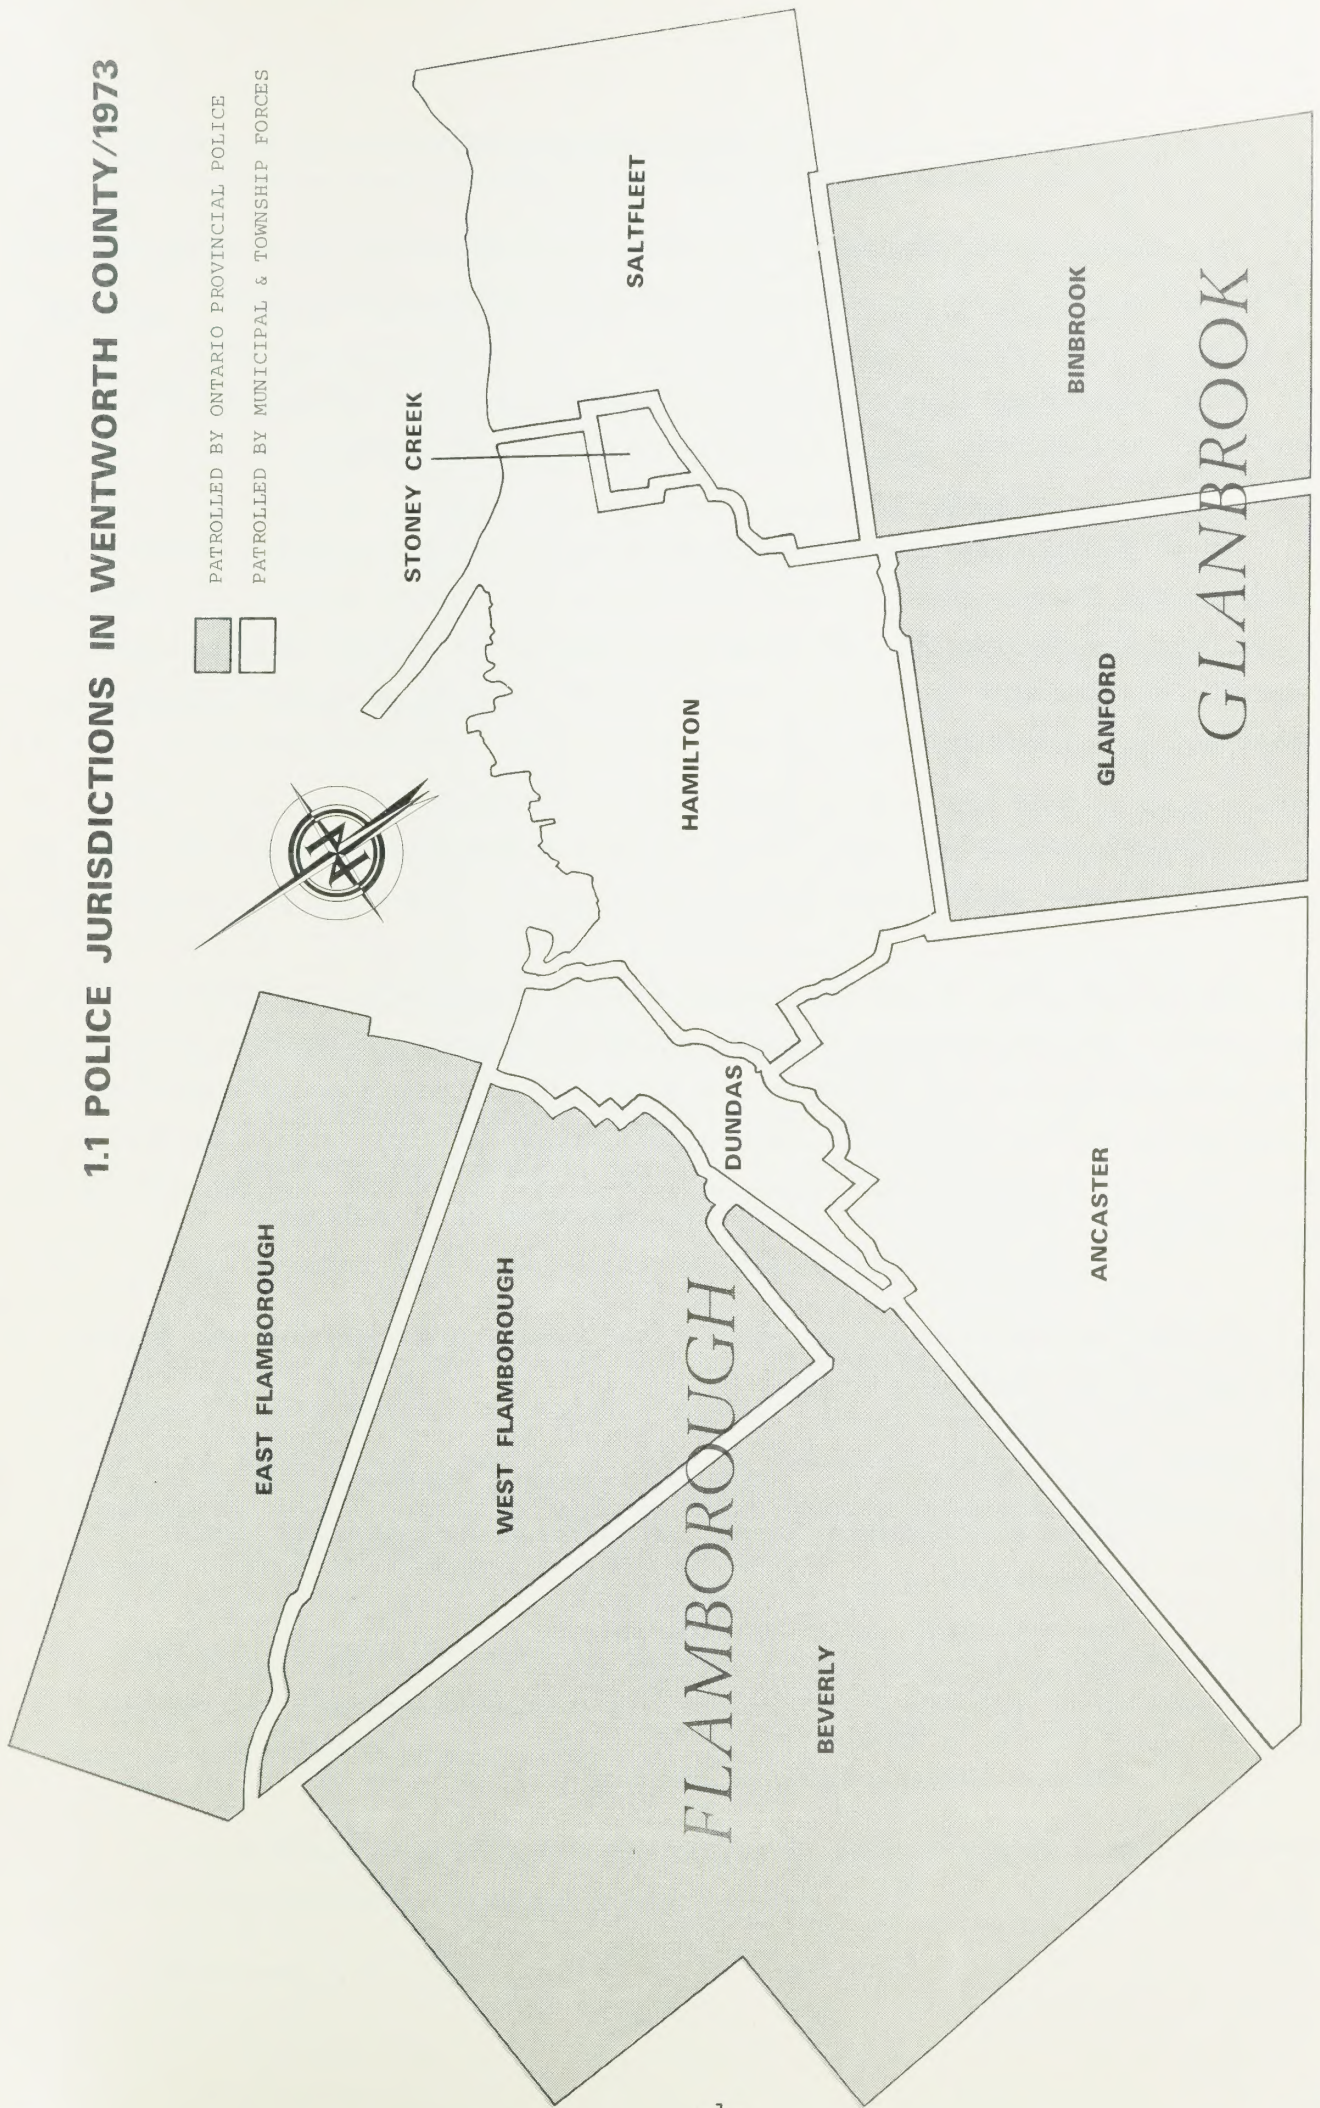 1.1 POLICE JURISDICTIONS IN WENTWORTH COUNTY/1973
PATROLLED BY ONTARIO PROVINCIAL POLICE
PATROLLED BY MUNICIPAL & TOWNSHIP FORCES
N
EAST FLAMBOROUGH
WEST FLAMBOROUGH
STONEY CREEK
SALTFLEET
HAMILTON
DUNDAS
FLAMBOROUGH
BEVERLY
ANCASTER
GLANFORD
BINBROOK
GLANBROOK